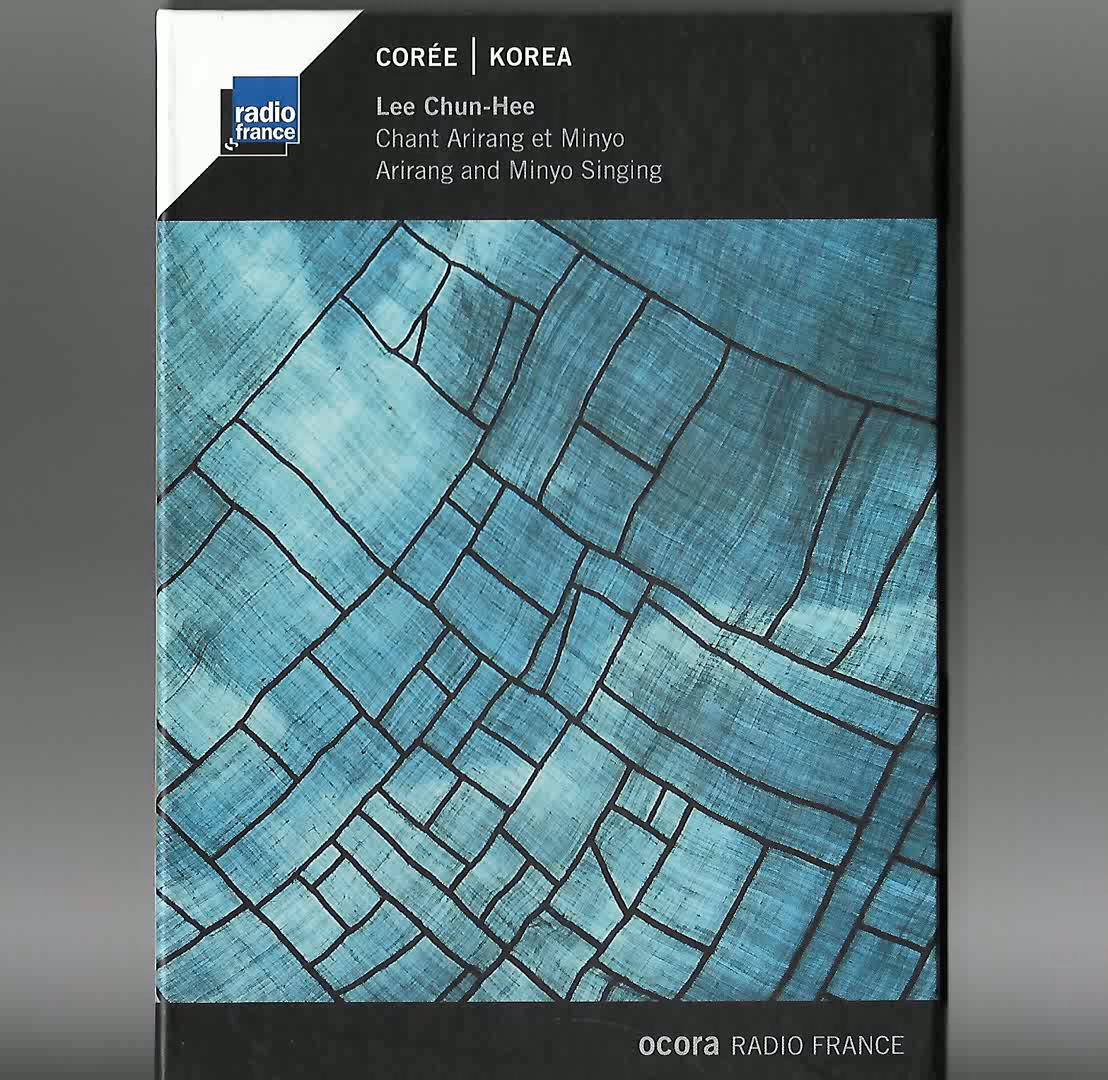 radio
france
CORÉE | KOREA
Lee Chun-Hee
Chant Arirang et Minyo
Arirang and Minyo Singing
ocora RADIO FRANCE